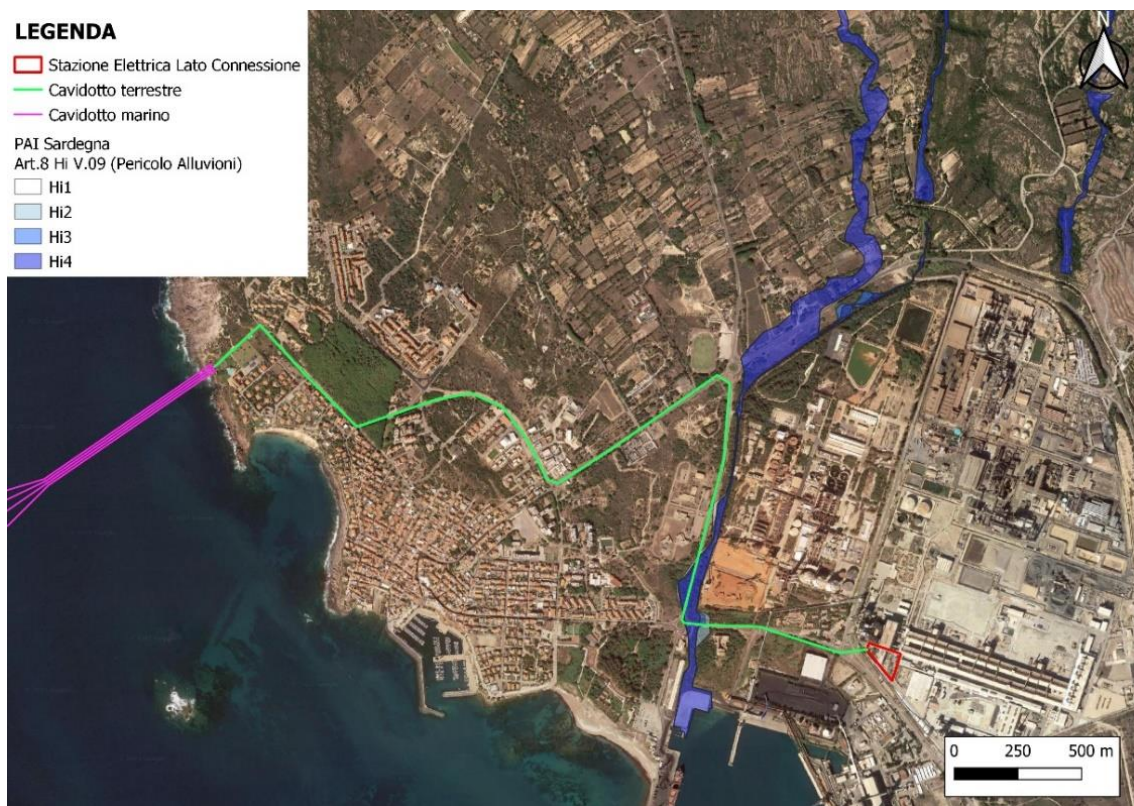 LEGENDA
Stazione Elettrica Lato Connessione
Cavidotto terrestre
Cavidotto marino
PAI Sardegna
Art.8 Hi V.09 (Pericolo Alluvioni)
Hi1
Hi2
Hi3
Hi4
N
0 250 500 m